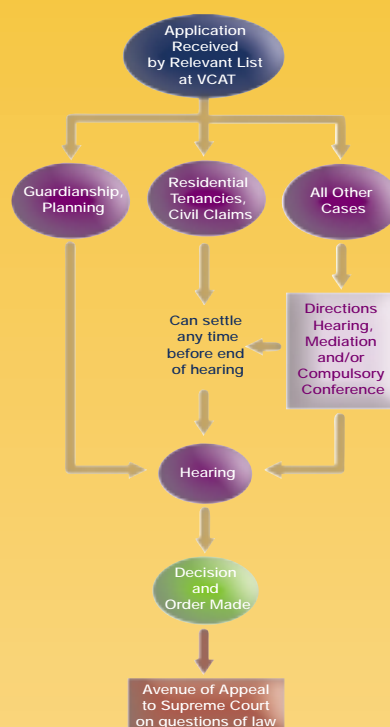 Application
Received
by Relevant List
at VCAT
Guardianship,
Planning
Residential
Tenancies,
Civil Claims
All Other
Cases
Can settle
any time
before end
of hearing
Directions
Hearing,
Mediation
and/or
Compulsory
Conference
Hearing
Decision
and
Order Made
Avenue of Appeal
to Supreme Court
on questions of law